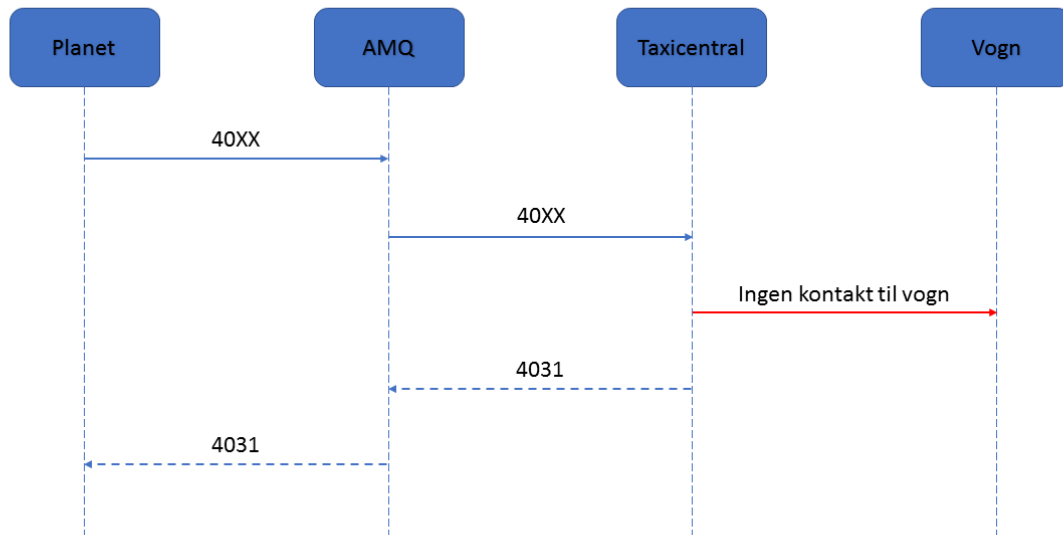 Planet
AMQ
Taxicentral
Vogn
40XX
40XX
Ingen kontakt til vogn
4031
4031